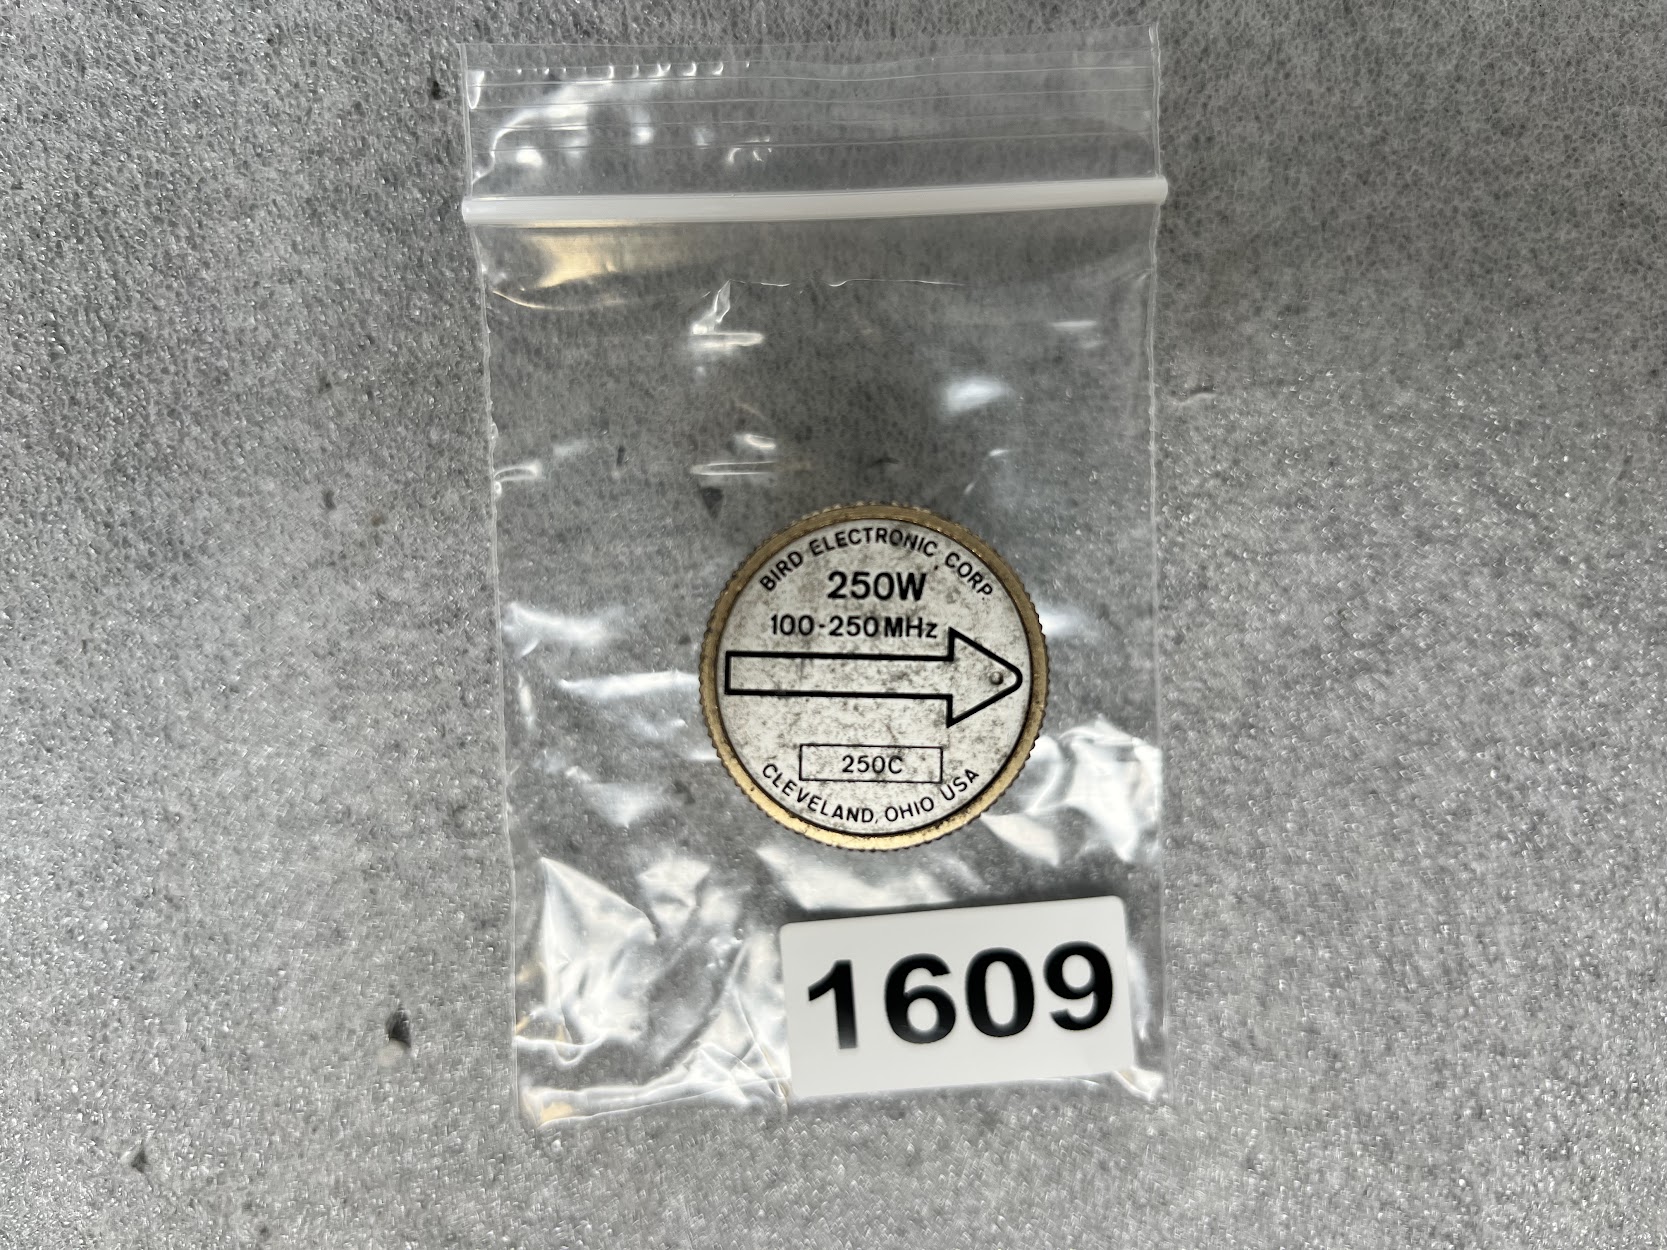 BIRD ELECTRONIC CORP.
250W
100-250MHz
250C
CLEVELAND, OHIO USA
1609